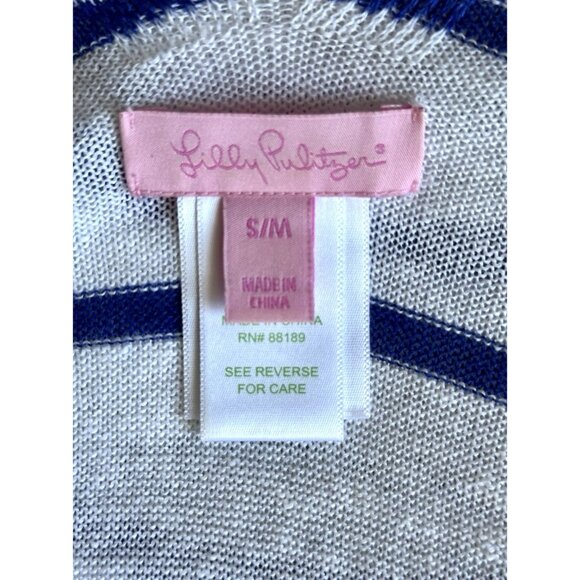 Lilly Pulitzer®
S/M
MADE IN
CHINA
MADE IN CHINA
RN# 88189
SEE REVERSE
FOR CARE